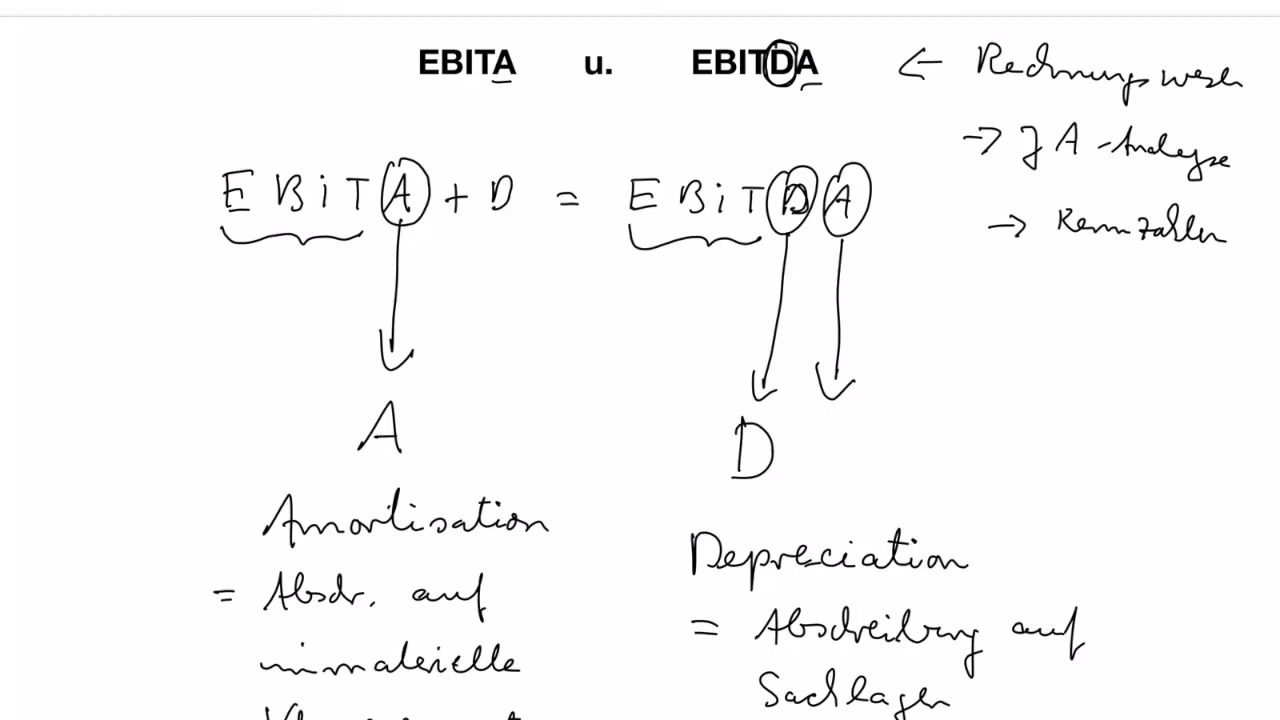 EBITA u. EBITDA ← Rechnungswesen
→ JA-Analyse
EBiTA + D = EBiTDA
→ Kennzahlen
A
D
Amortisation
Depreciation
= Abschr. auf
= Abschreibung auf
immaterielle
Sachlagen